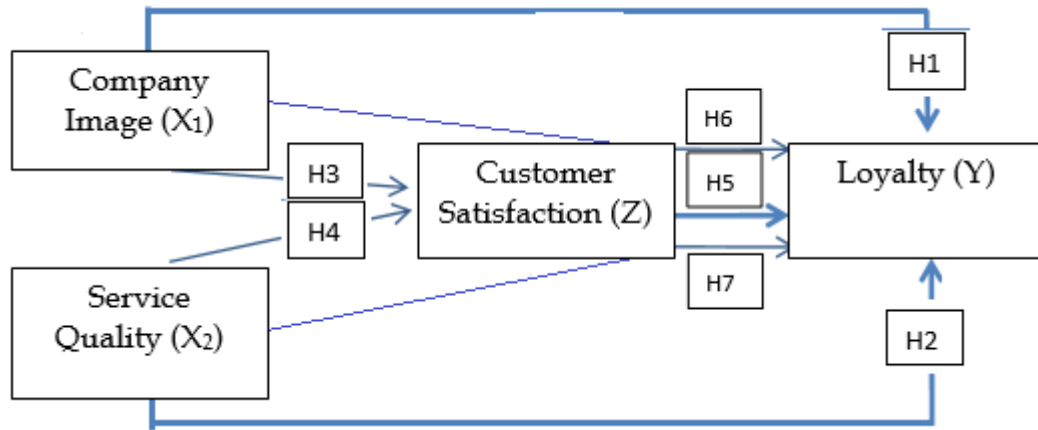 Company
Image (X₁)
H1
H6
H3
Customer
Satisfaction (Z)
H5
Loyalty (Y)
H4
H7
Service
Quality (X₂)
H2